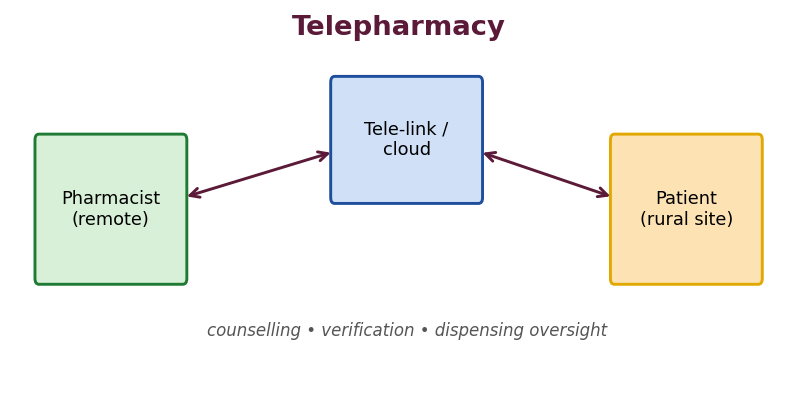 Telepharmacy
Tele-link /
cloud
Pharmacist
(remote)
Patient
(rural site)
counselling • verification • dispensing oversight